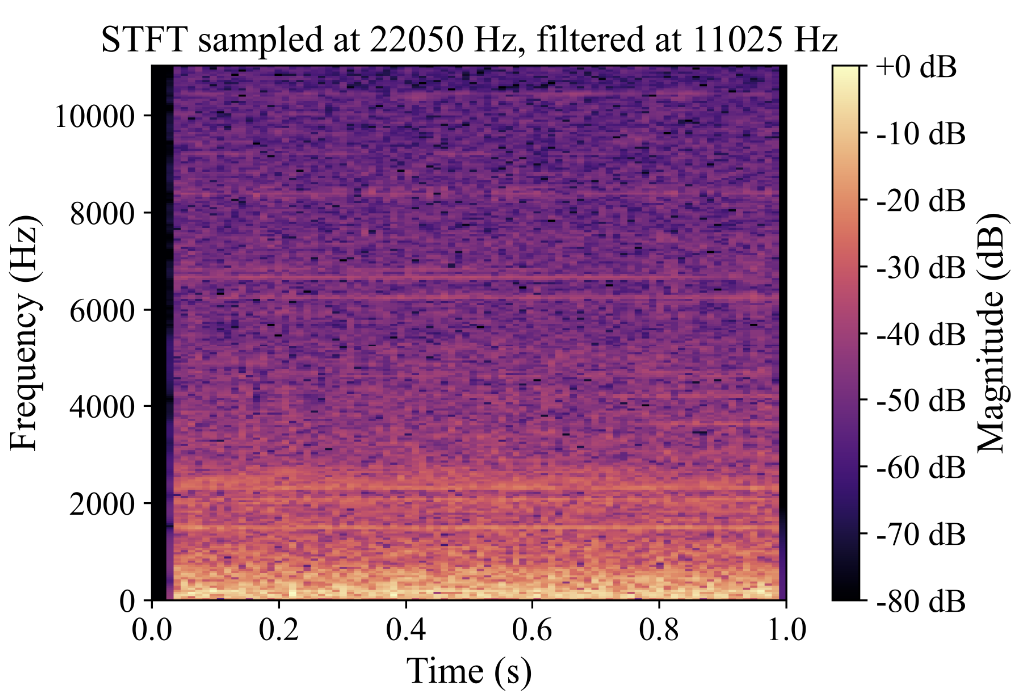 STFT sampled at 22050 Hz, filtered at 11025 Hz
Frequency (Hz)
10000
8000
6000
4000
2000
0
0.0 0.2 0.4 0.6 0.8 1.0
Time (s)
+0 dB
-10 dB
-20 dB
-30 dB
-40 dB
-50 dB
-60 dB
-70 dB
-80 dB
Magnitude (dB)